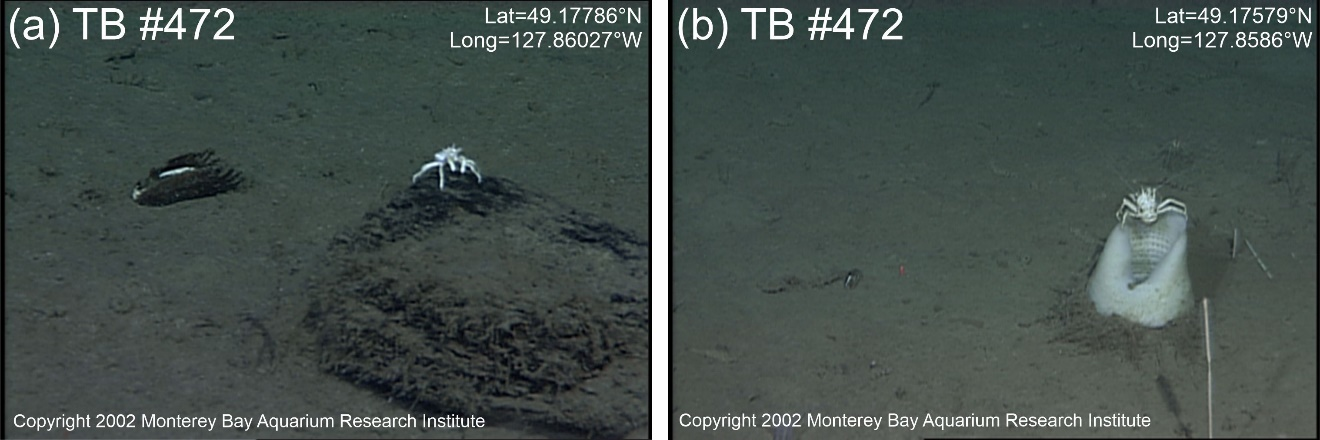 (a) TB #472
Lat=49.17786°N
Long=127.86027°W
Copyright 2002 Monterey Bay Aquarium Research Institute
(b) TB #472
Lat=49.17579°N
Long=127.8586°W
Copyright 2002 Monterey Bay Aquarium Research Institute